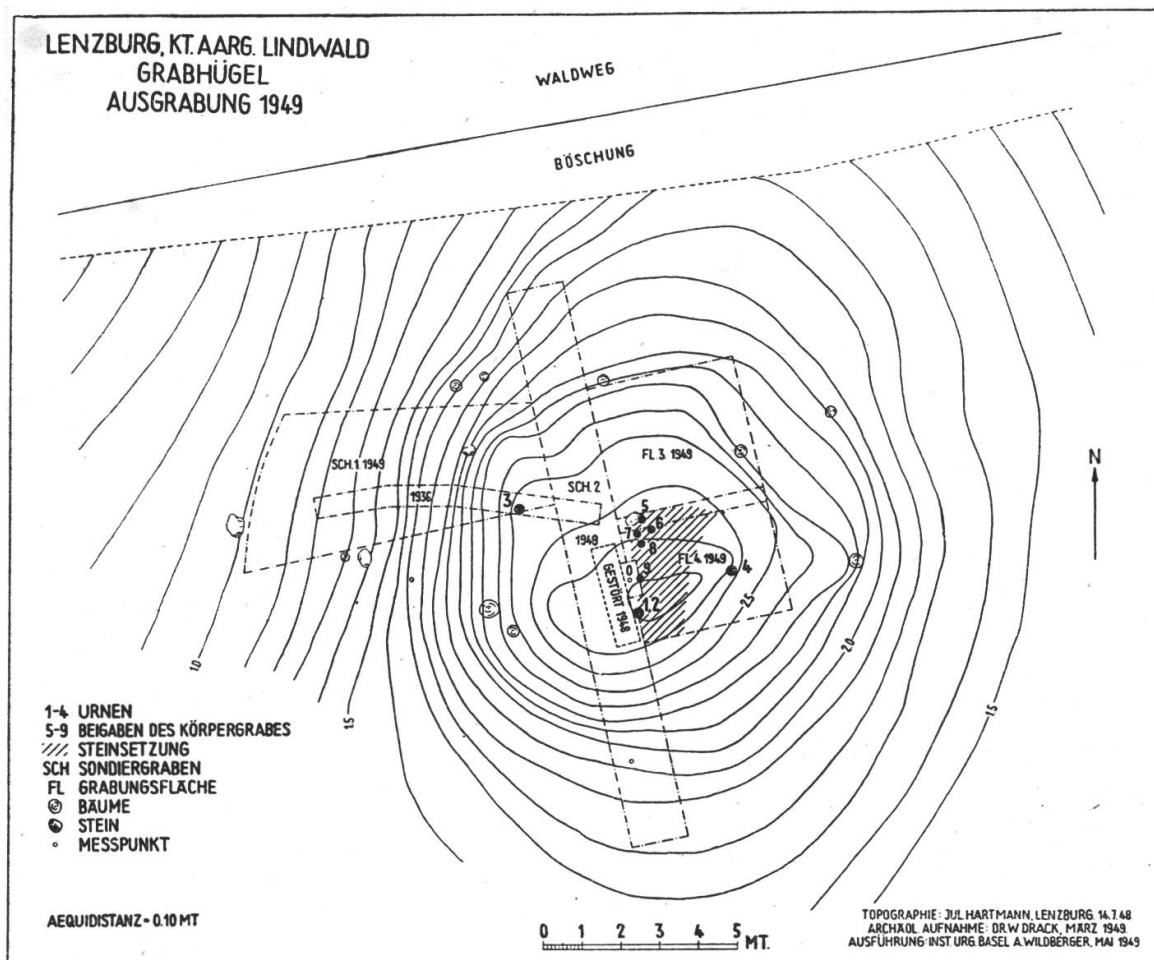 LENZBURG, KT. AARG. LINDWALD
GRABHÜGEL
AUSGRABUNG 1949
WALDWEG
BÖSCHUNG
SCH. 1. 1949
1936
3
SCH. 2
1949
FL. 3. 1949
N
5
6
7
8
FL. 4. 1949
4
0
9
GESTÖRT 1948
1.2
25
20
15
10
15
1-4 URNEN
5-9 BEIGABEN DES KÖRPERGRABES
STEINSETZUNG
SCH SONDIERGRABEN
FL GRABUNGSFLÄCHE
BÄUME
STEIN
MESSPUNKT
AEQUIDISTANZ = 0.10 MT
0 1 2 3 4 5 MT.
TOPOGRAPHIE: JUL. HARTMANN, LENZBURG. 14.7.48
ARCHÄOL. AUFNAHME: DR. W. DRACK, MÄRZ 1949.
AUSFÜHRUNG: INST. URG. BASEL A. WILDBERGER, MAI 1949